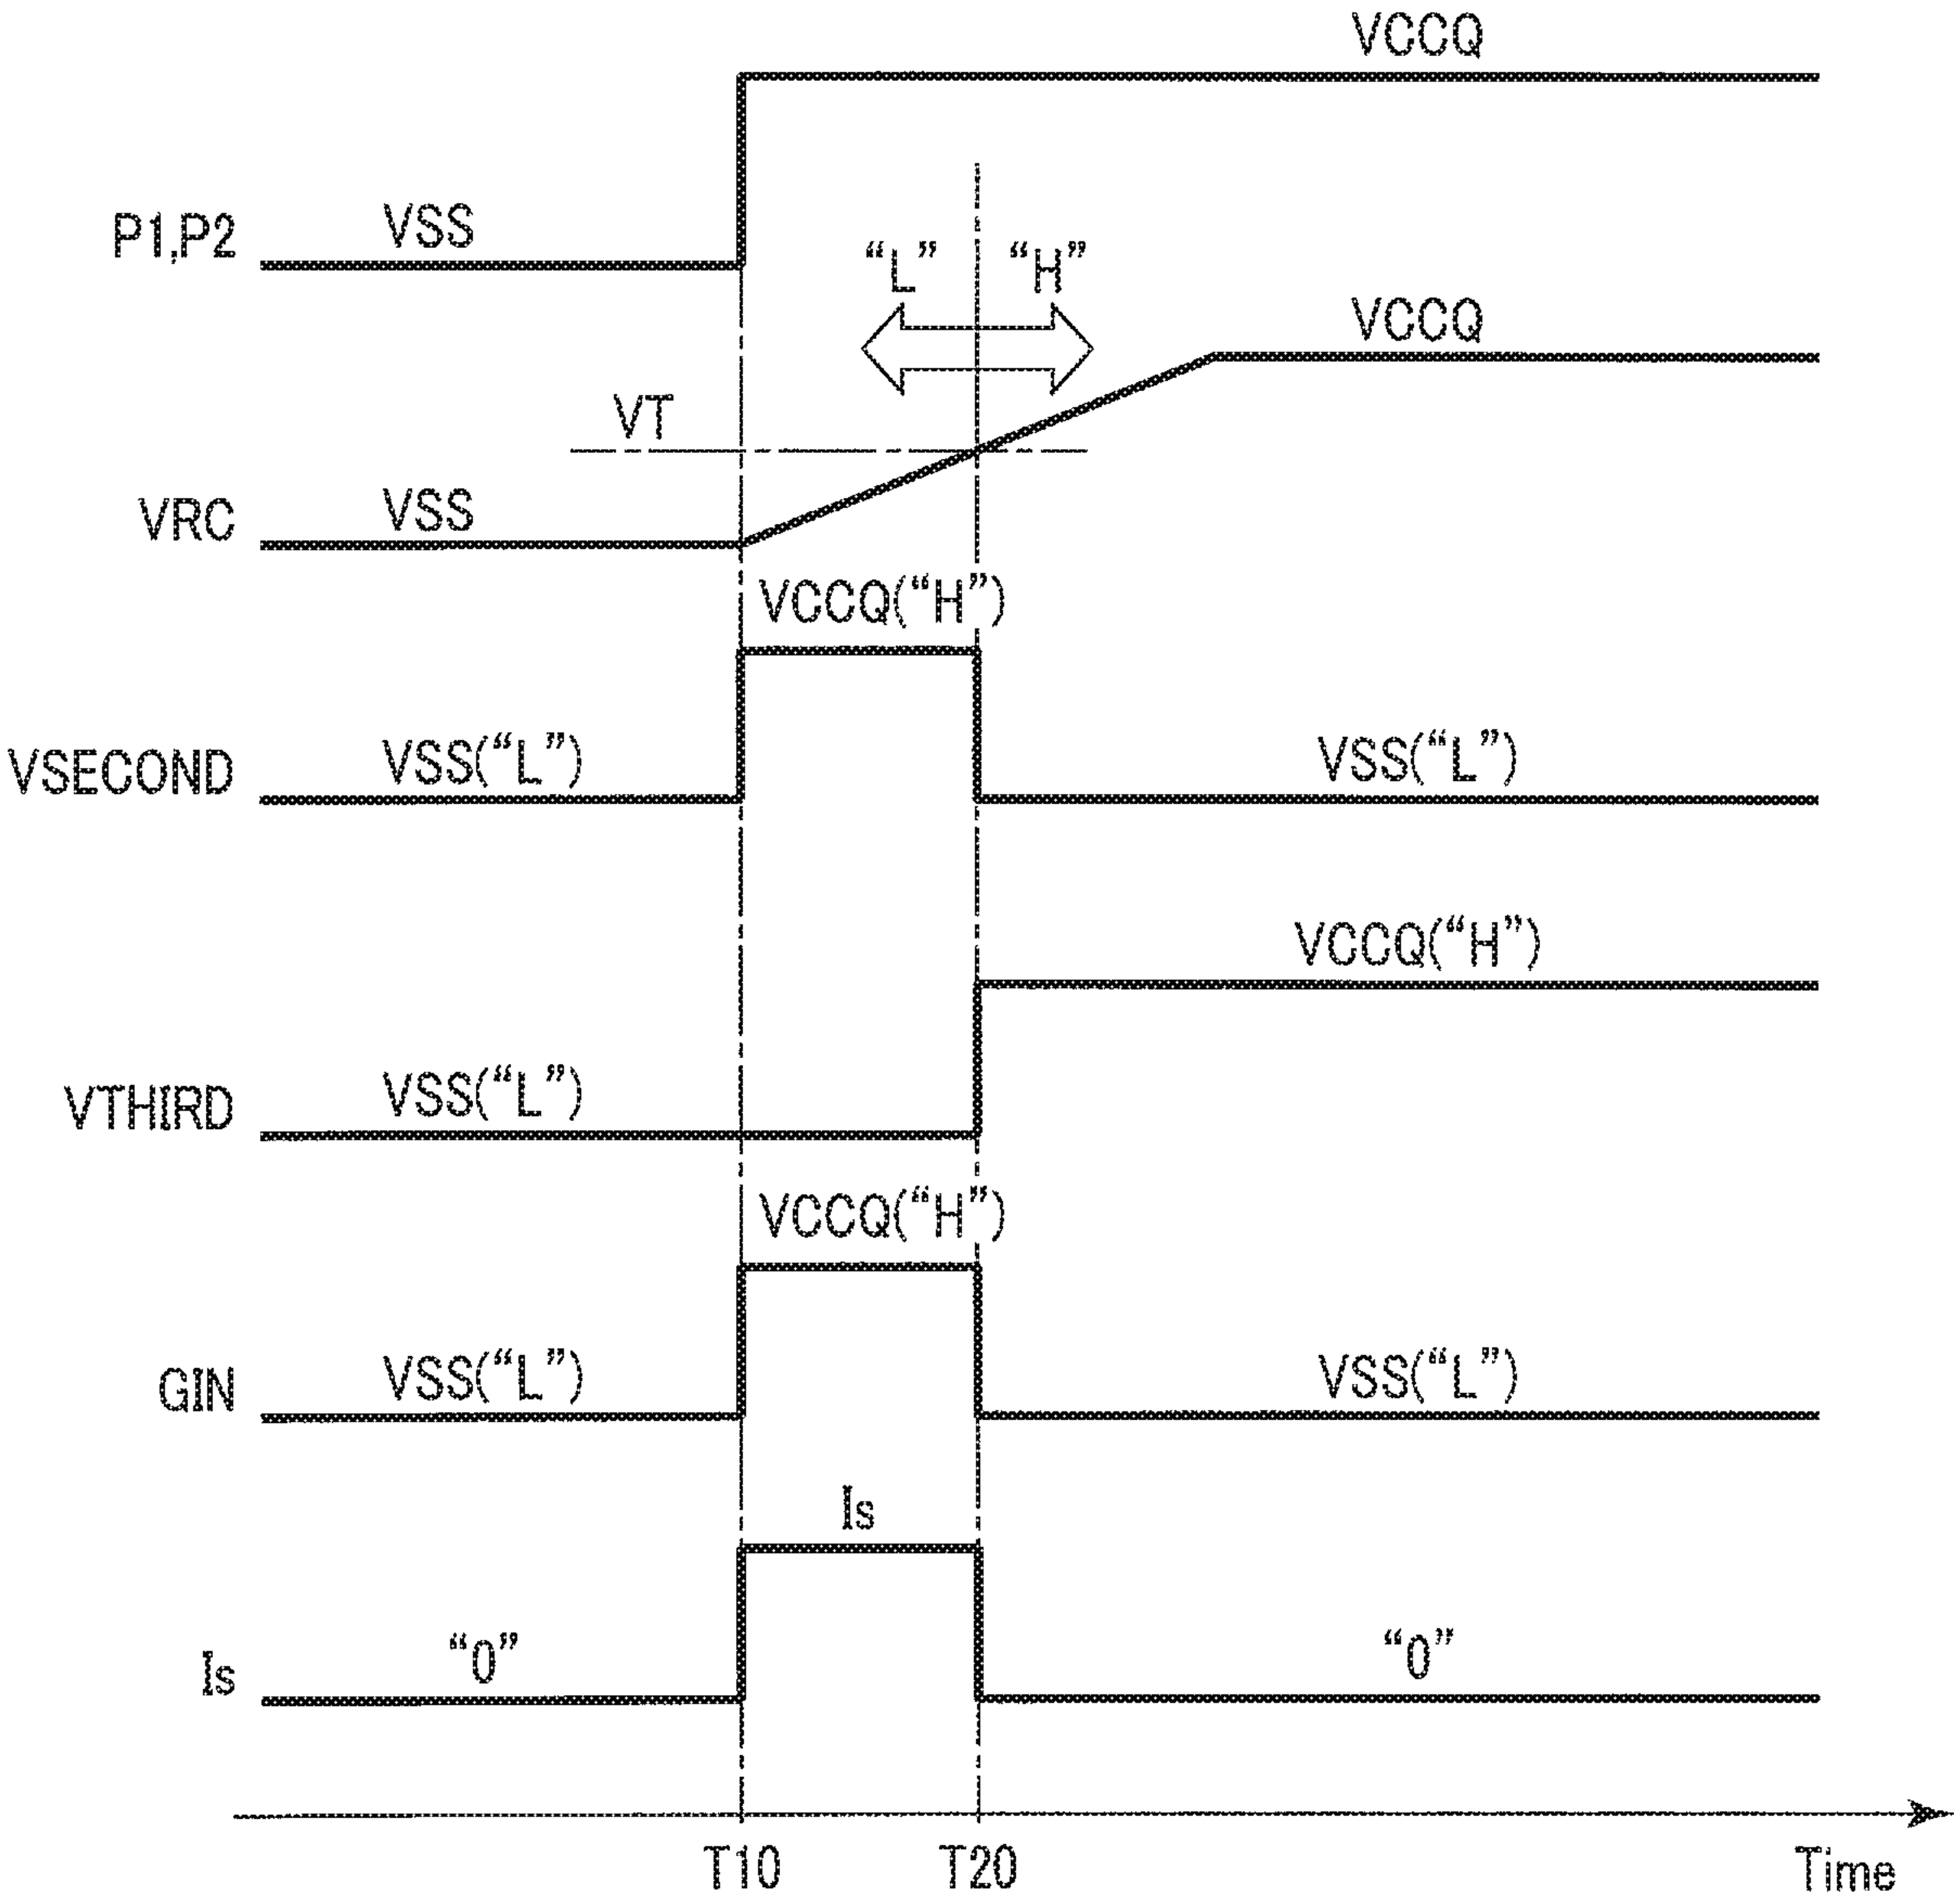 VCCQ
P1,P2 VSS
“L” “H”
VCCQ
VT
VRC VSS
VCCQ(“H”)
VSECOND VSS(“L”) VSS(“L”)
VCCQ(“H”)
VTHIRD VSS(“L”)
VCCQ(“H”)
GIN VSS(“L”) VSS(“L”)
Is
Is “0” “0”
T10 T20 Time